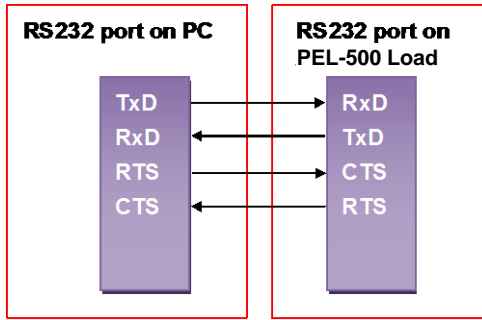 RS232 port on PC
TxD
RxD
RTS
CTS
RS232 port on
PEL-500 Load
RxD
TxD
CTS
RTS